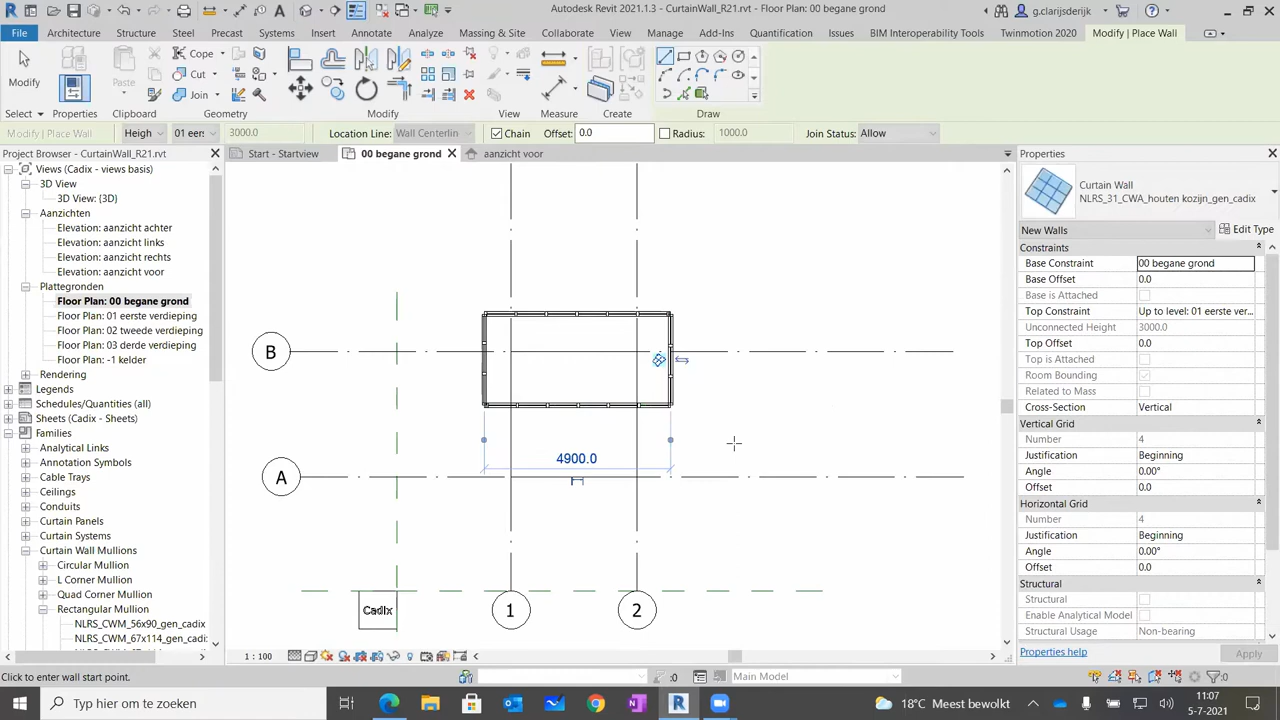 Autodesk Revit 2021.1.3 - CurtainWall_R21.rvt - Floor Plan: 00 begane grond
g.clarijsderijk
File Architecture Structure Steel Precast Systems Insert Annotate Analyze Massing & Site Collaborate View Manage Add-Ins Quantification Issues BIM Interoperability Tools Twinmotion 2020 Modify | Place Wall
Modify Paste Cope Cut Join
Select Properties Clipboard Geometry Modify View Measure Create Draw
Modify | Place Wall Heigh 01 eers 3000.0 Location Line: Wall Centerlin Chain Offset: 0.0 Radius: 1000.0 Join Status: Allow
Project Browser - CurtainWall_R21.rvt
Views (Cadix - views basis)
3D View
3D View: {3D}
Aanzichten
Elevation: aanzicht achter
Elevation: aanzicht links
Elevation: aanzicht rechts
Elevation: aanzicht voor
Plattegronden
Floor Plan: 00 begane grond
Floor Plan: 01 eerste verdieping
Floor Plan: 02 tweede verdieping
Floor Plan: 03 derde verdieping
Floor Plan: -1 kelder
Rendering
Legends
Schedules/Quantities (all)
Sheets (Cadix - Sheets)
Families
Analytical Links
Annotation Symbols
Cable Trays
Ceilings
Conduits
Curtain Panels
Curtain Systems
Curtain Wall Mullions
Circular Mullion
L Corner Mullion
Quad Corner Mullion
Rectangular Mullion
NLRS_CWM_56x90_gen_cadix
NLRS_CWM_67x114_gen_cadi:
Start - Startview 00 begane grond aanzicht voor
B
A
4900.0
Cadix
1
2
1 : 100
Properties
Curtain Wall
NLRS_31_CWA_houten kozijn_gen_cadix
New Walls Edit Type
Constraints
Base Constraint 00 begane grond
Base Offset 0.0
Base is Attached
Top Constraint Up to level: 01 eerste ver...
Unconnected Height 3000.0
Top Offset 0.0
Top is Attached
Room Bounding
Related to Mass
Cross-Section Vertical
Vertical Grid
Number 4
Justification Beginning
Angle 0.00°
Offset 0.0
Horizontal Grid
Number 4
Justification Beginning
Angle 0.00°
Offset 0.0
Structural
Structural
Enable Analytical Model
Structural Usage Non-bearing
Properties help Apply
Click to enter wall start point. :0 Main Model :0
Typ hier om te zoeken
18°C Meest bewolkt
11:07
5-7-2021